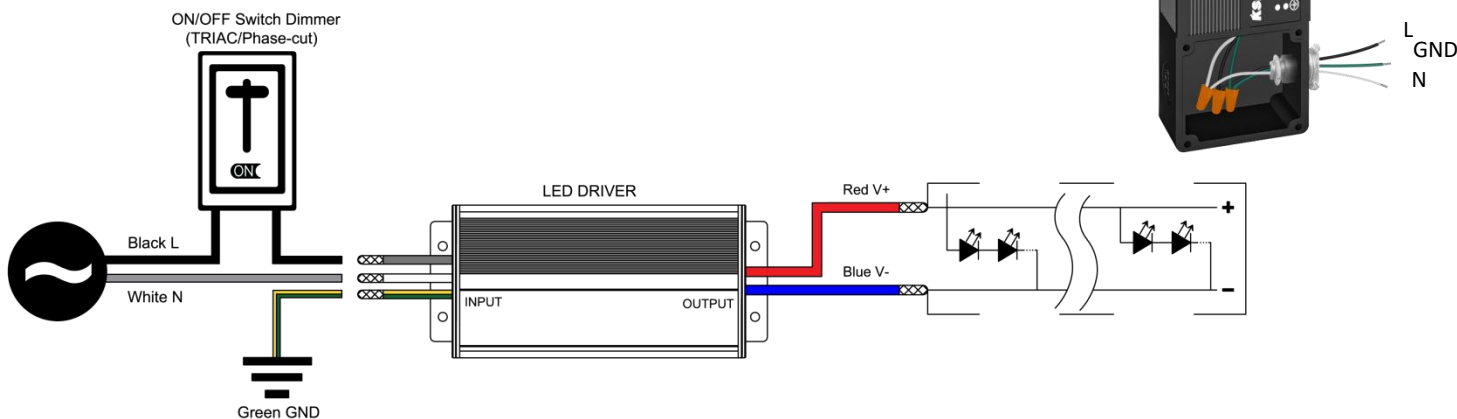 ON/OFF Switch Dimmer
(TRIAC/Phase-cut)
ON
L
GND
N
LED DRIVER
Red V+
Black L
Blue V-
White N
INPUT
OUTPUT
+
-
Green GND